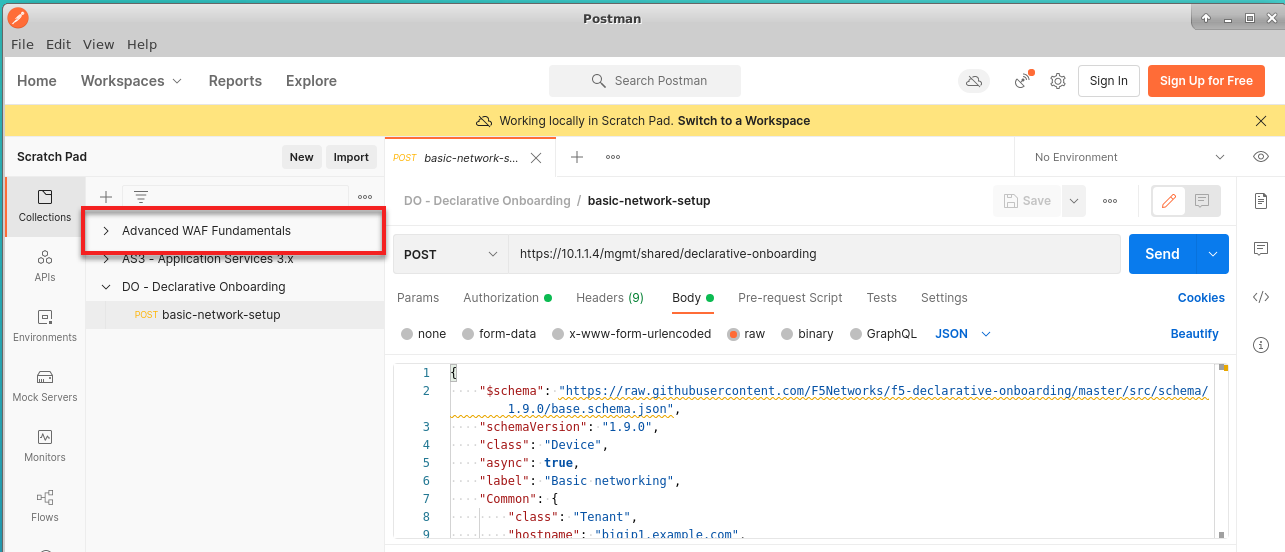 Postman
File Edit View Help
Home Workspaces Reports Explore Search Postman Sign In Sign Up for Free
Working locally in Scratch Pad. Switch to a Workspace
Scratch Pad New Import
Collections
APIs
Environments
Mock Servers
Monitors
Flows
Advanced WAF Fundamentals
AS3 - Application Services 3.x
DO - Declarative Onboarding
POST basic-network-setup
POST basic-network-s... No Environment
DO - Declarative Onboarding / basic-network-setup Save
POST https://10.1.1.4/mgmt/shared/declarative-onboarding Send
Params Authorization Headers (9) Body Pre-request Script Tests Settings Cookies
none form-data x-www-form-urlencoded raw binary GraphQL JSON Beautify
1 {
2 "$schema": "https://raw.githubusercontent.com/F5Networks/f5-declarative-onboarding/master/src/schema/
1.9.0/base.schema.json",
3 "schemaVersion": "1.9.0",
4 "class": "Device",
5 "async": true,
6 "label": "Basic networking",
7 "Common": {
8 "class": "Tenant",
9 "hostname": "bigip1.example.com",